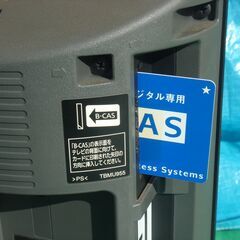 B-CAS
「B-CAS」の表示面を
テレビの背面に向けて、
カードに印刷された矢印の
方向に挿入してください。
>PS< TBMU955
ジタル専用
CAS
ess Systems